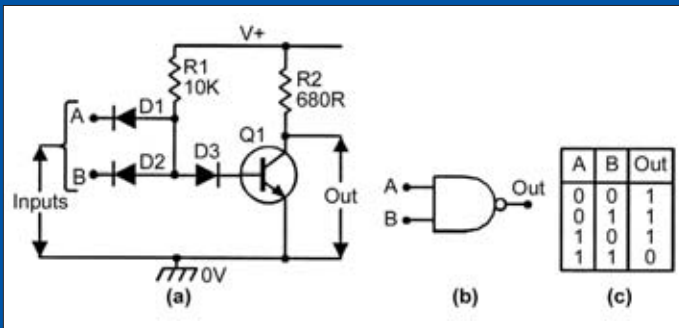 V+
R1
10K
R2
680R
A
D1
Q1
B
D2
D3
Inputs
Out
0V
(a)
A
B
Out
(b)
A B Out
0 0 1
0 1 1
1 0 1
1 1 0
(c)